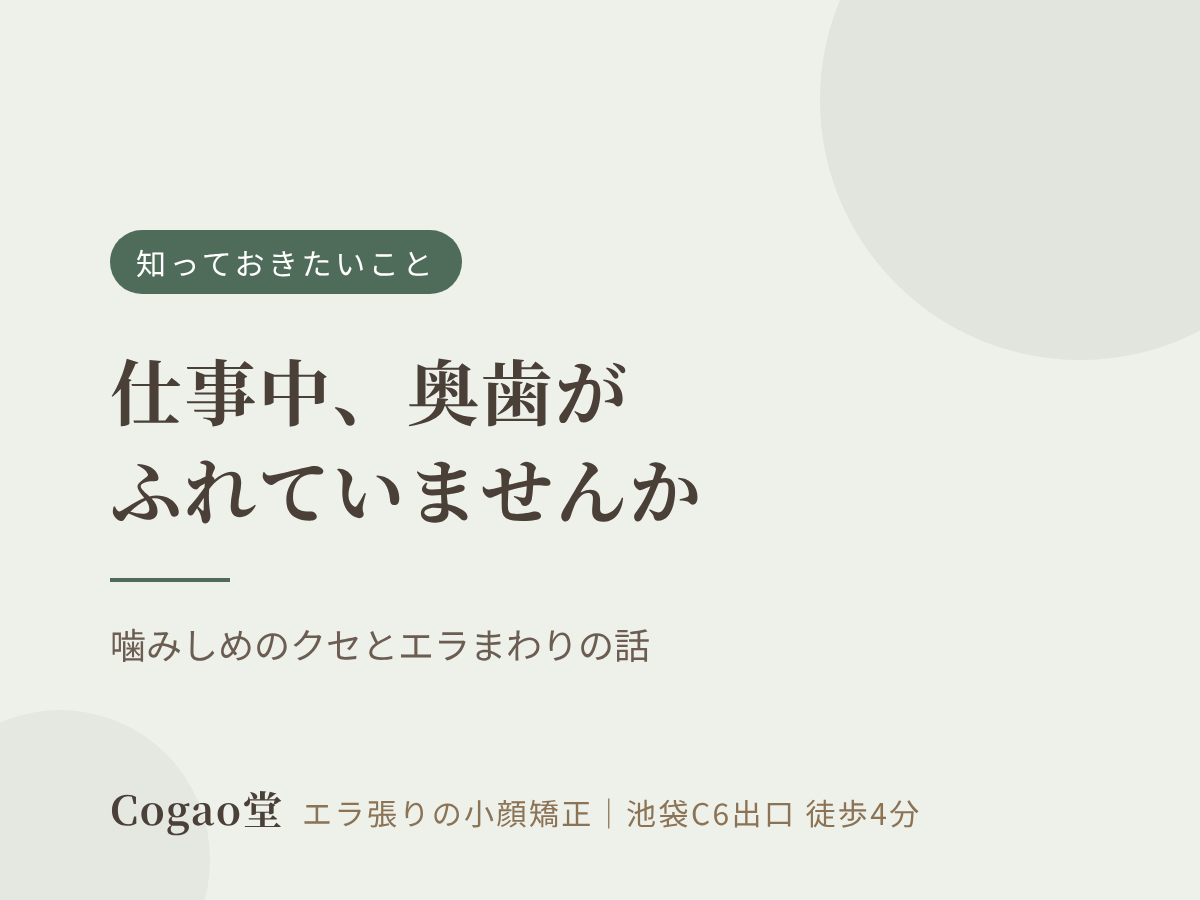 知っておきたいこと
仕事中、奥歯が
ふれていませんか
噛みしめのクセとエラまわりの話
Cogao堂 エラ張りの小顔矯正｜池袋C6出口 徒歩4分